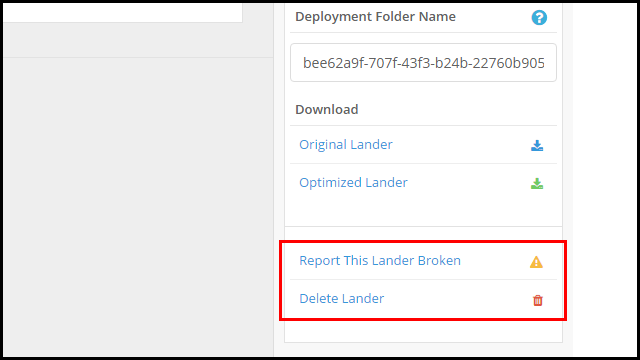 Deployment Folder Name
?
bee62a9f-707f-43f3-b24b-22760b905
Download
Original Lander
Optimized Lander
Report This Lander Broken
Delete Lander